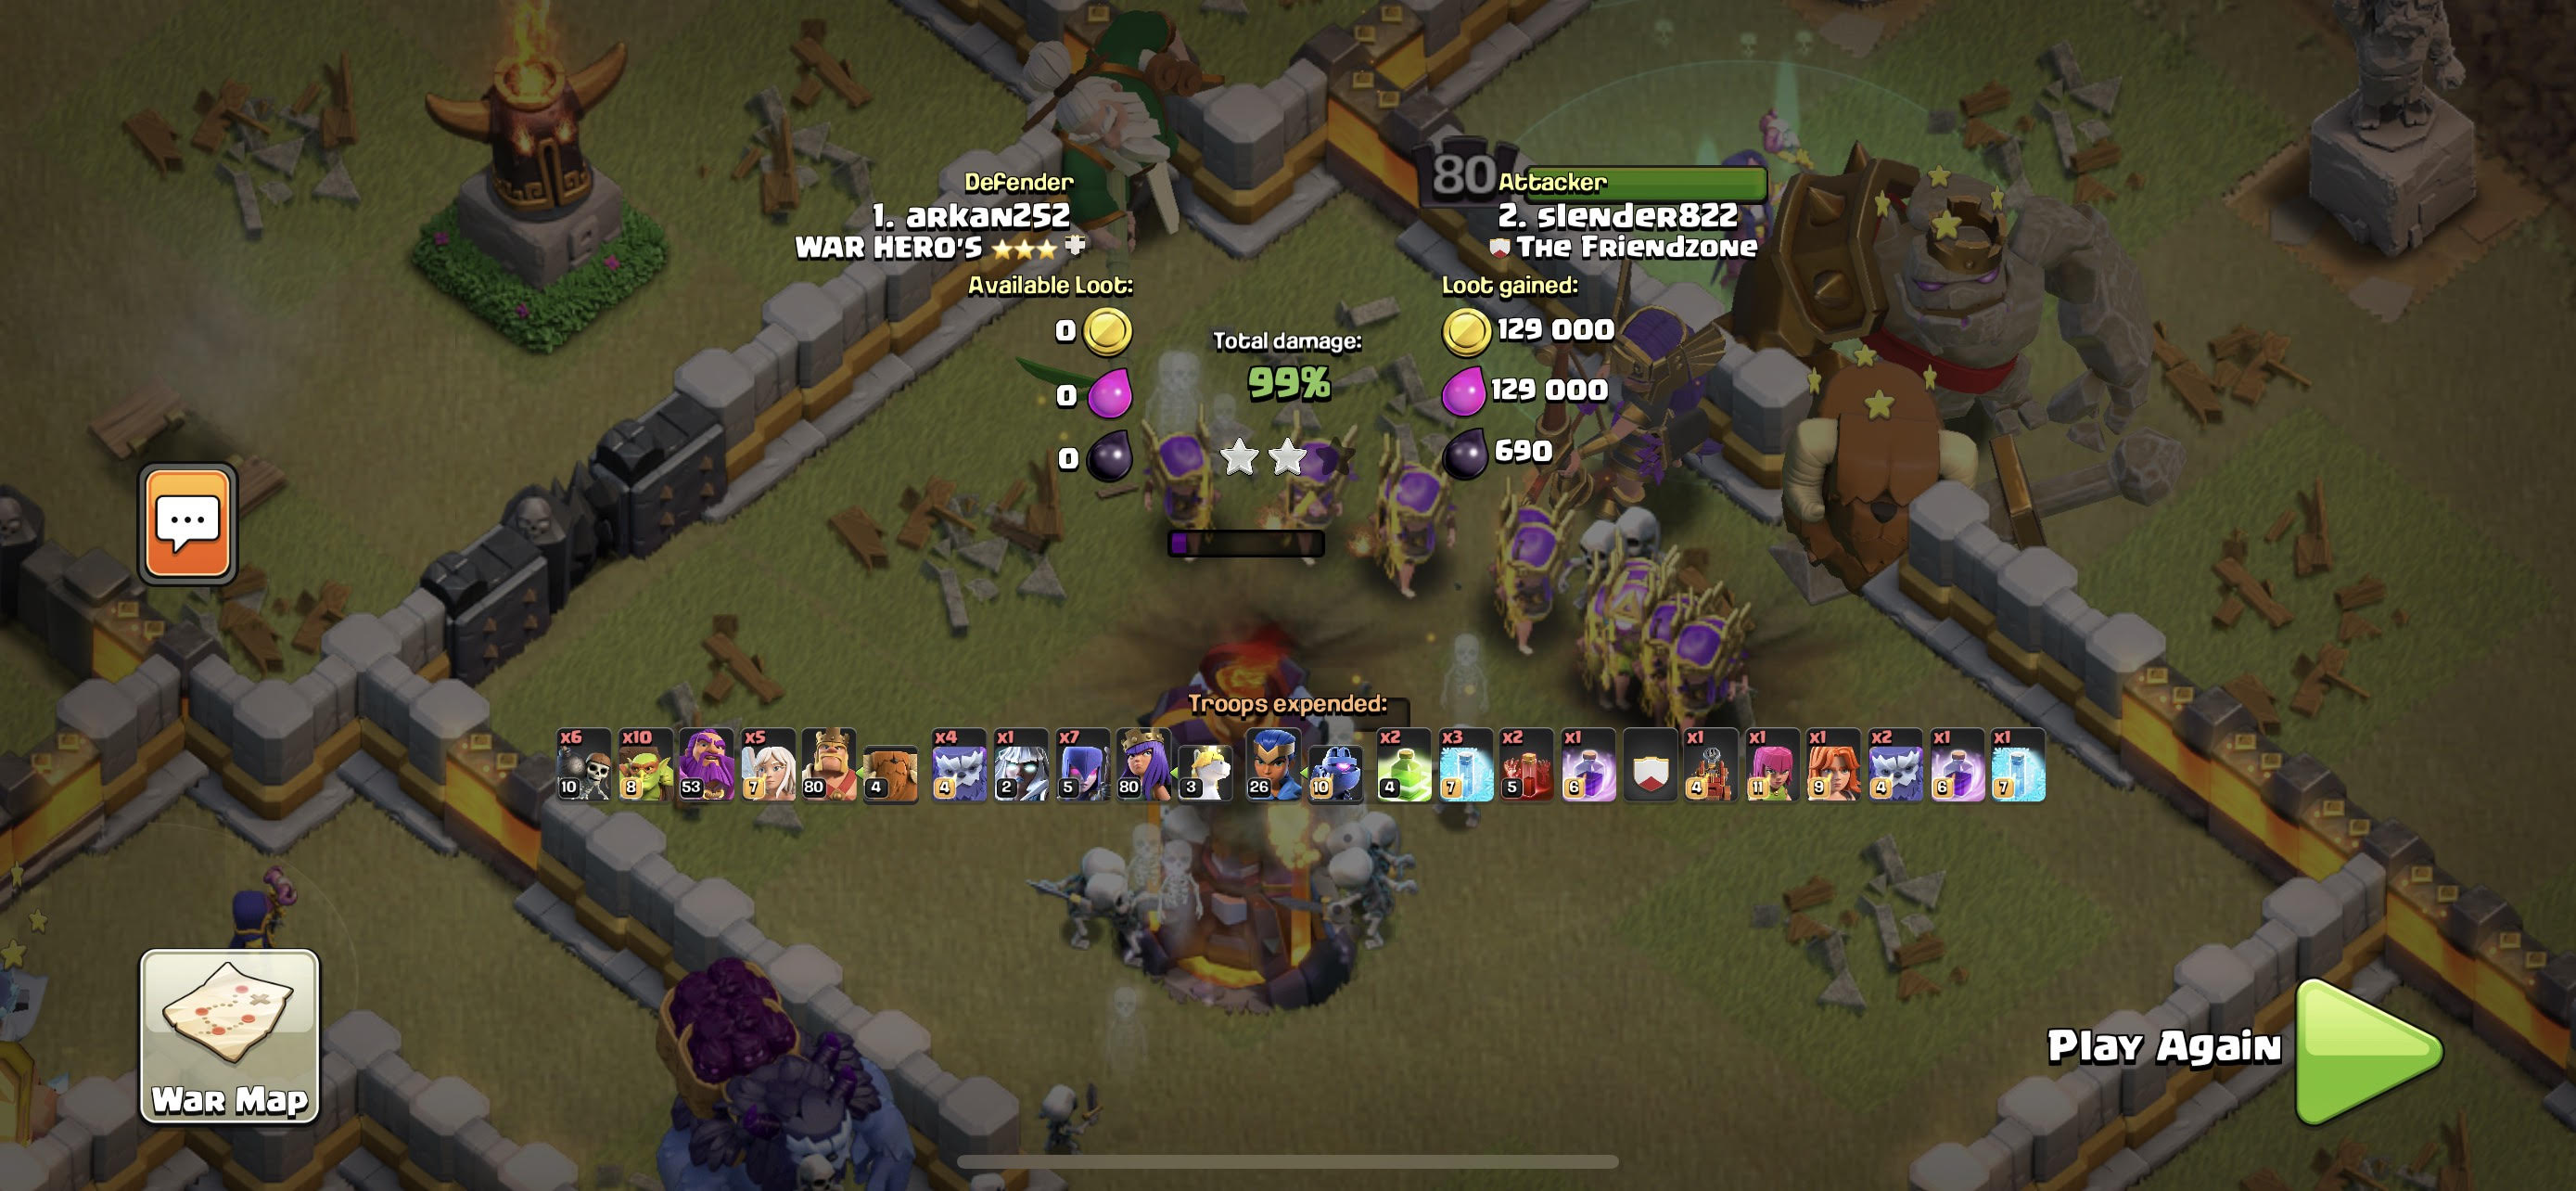 80
Defender
1. arkan252
WAR HERO'S
Available Loot:
0
0
0
Total damage:
99%
Attacker
2. slender822
The Friendzone
Loot gained:
129 000
129 000
690
Troops expended:
x6 x10 x5 x4 x1 x7 x2 x3 x2 x1 x1 x1 x1 x2 x1 x1
10 8 53 7 80 4 4 2 5 80 3 26 10 4 7 5 6 4 11 9 4 6 7
War Map
Play Again